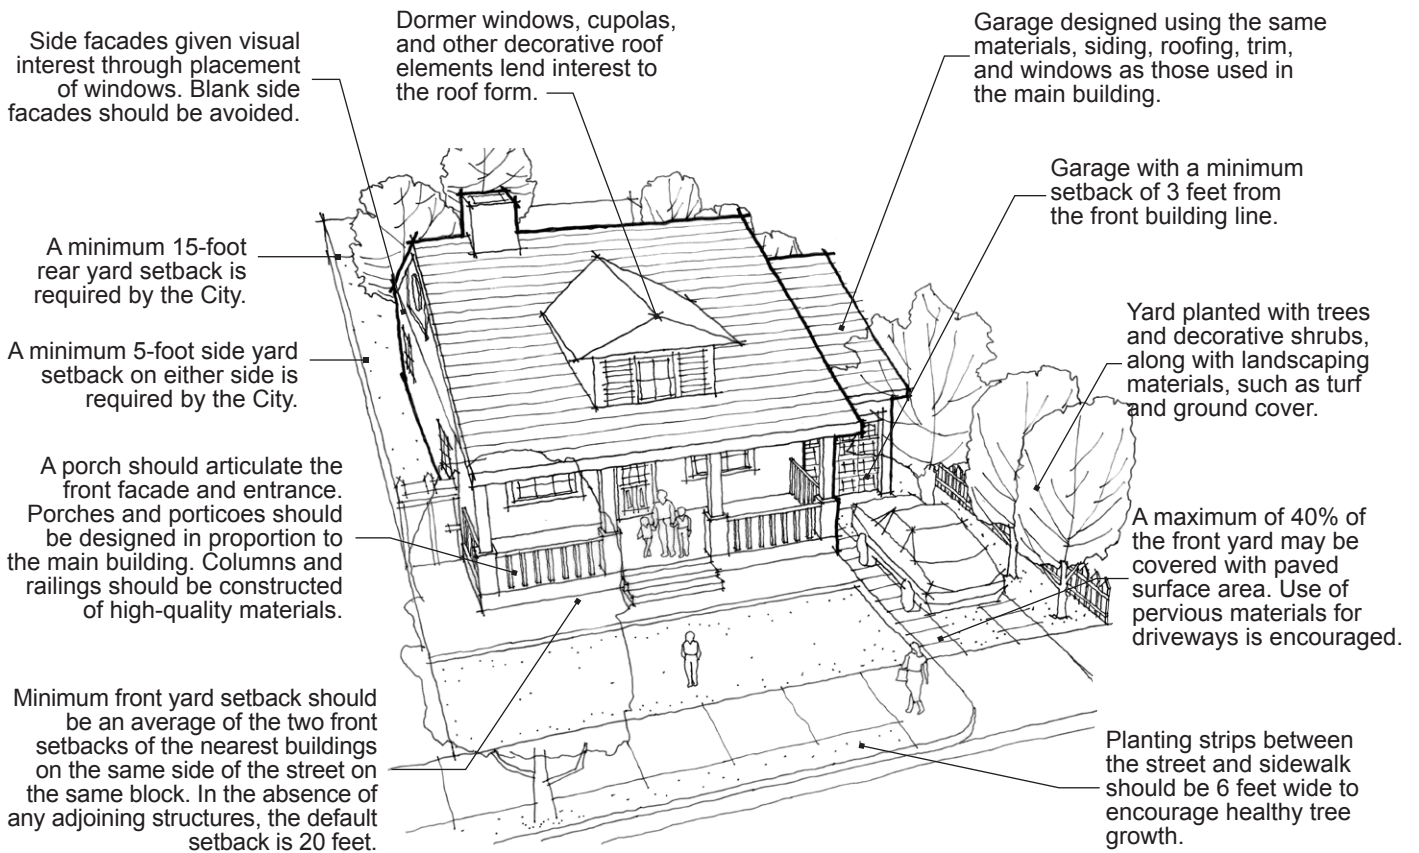 Side facades given visual
interest through placement
of windows. Blank side
facades should be avoided.
Dormer windows, cupolas,
and other decorative roof
elements lend interest to
the roof form.
Garage designed using the same
materials, siding, roofing, trim,
and windows as those used in
the main building.
Garage with a minimum
setback of 3 feet from
the front building line.
A minimum 15-foot
rear yard setback is
required by the City.
Yard planted with trees
and decorative shrubs,
along with landscaping
materials, such as turf
and ground cover.
A minimum 5-foot side yard
setback on either side is
required by the City.
A porch should articulate the
front facade and entrance.
Porches and porticoes should
be designed in proportion to
the main building. Columns and
railings should be constructed
of high-quality materials.
A maximum of 40% of
the front yard may be
covered with paved
surface area. Use of
pervious materials for
driveways is encouraged.
Minimum front yard setback should
be an average of the two front
setbacks of the nearest buildings
on the same side of the street on
the same block. In the absence of
any adjoining structures, the default
setback is 20 feet.
Planting strips between
the street and sidewalk
should be 6 feet wide to
encourage healthy tree
growth.